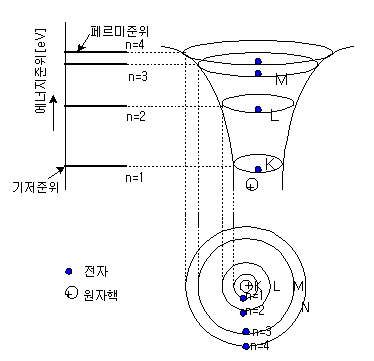 페르미준위
n=4
n=3
n=2
n=1
에너지준위[eV]
기저준위
M
L
K
+
전자
+ 원자핵
+ K L M N
n=1
n=2
n=3
n=4